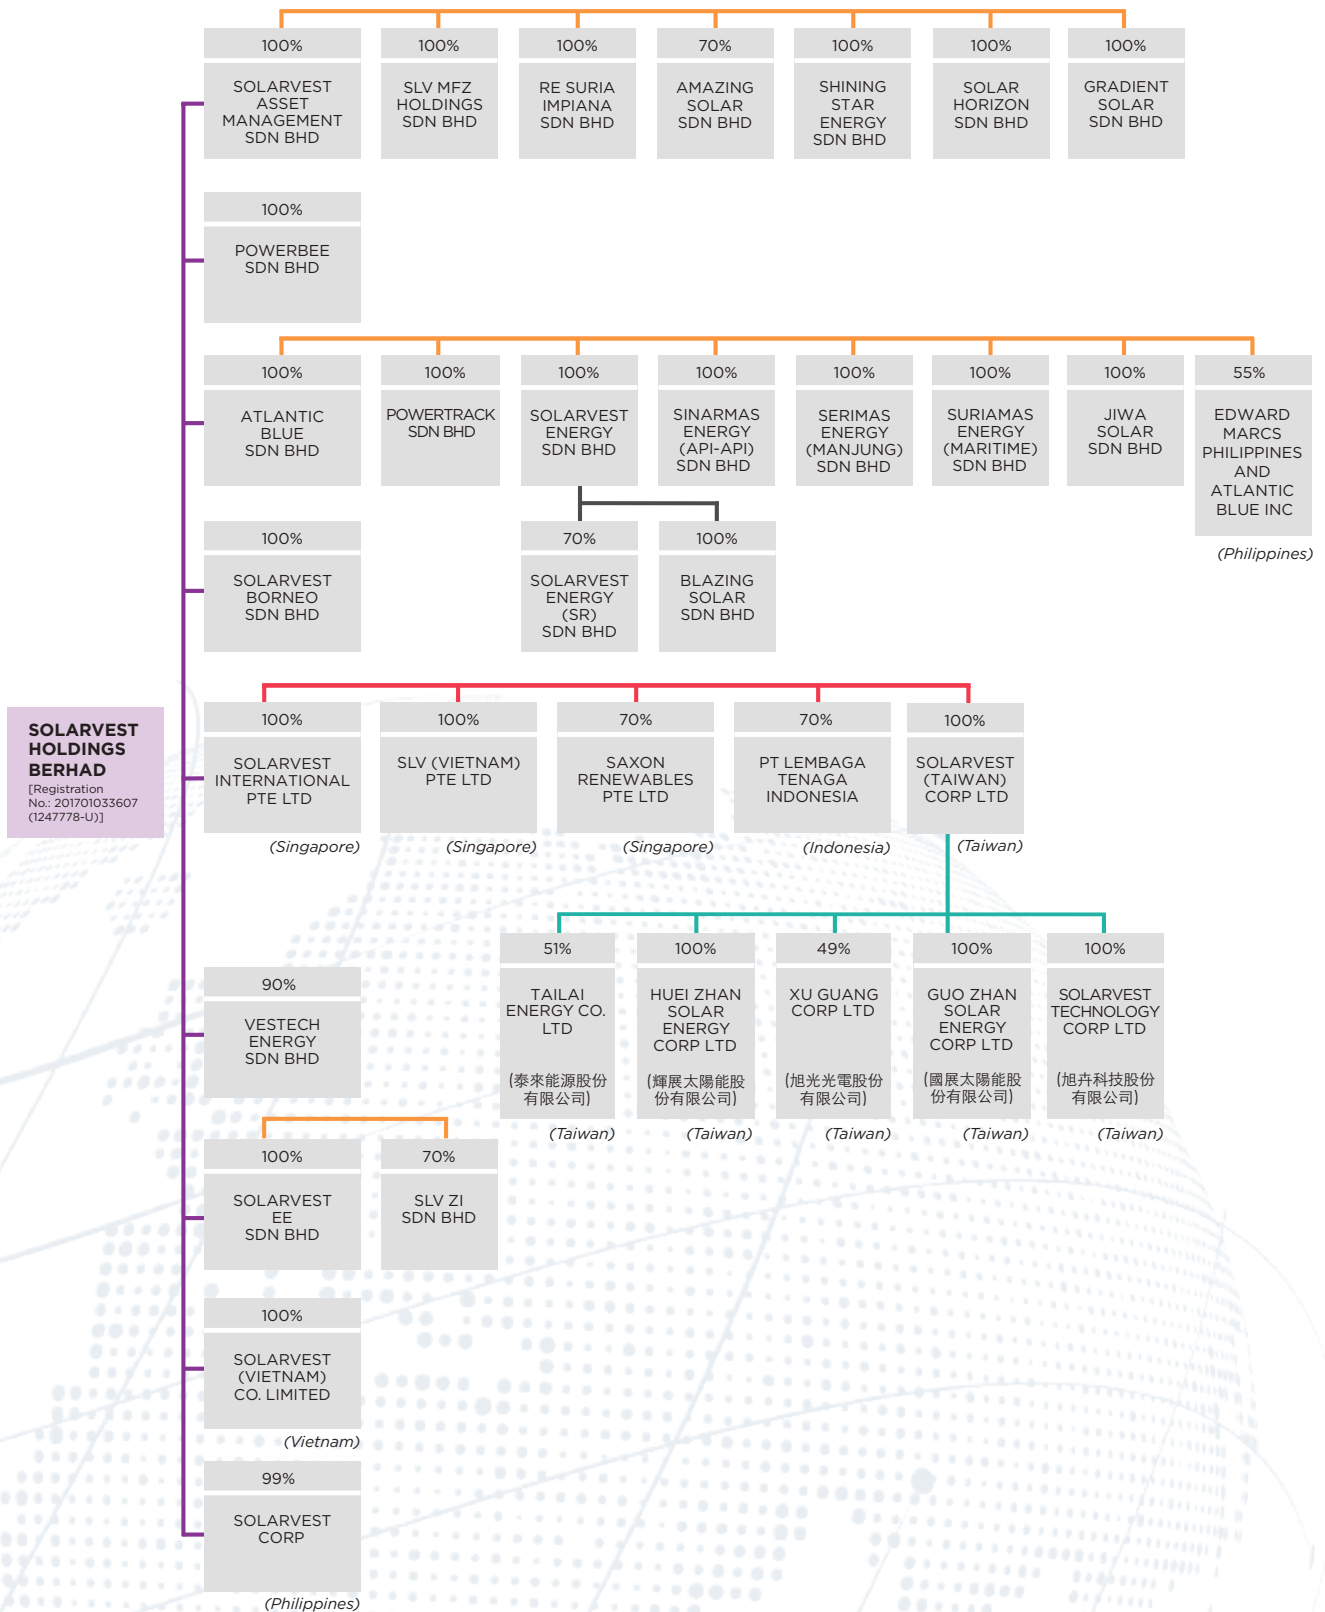 100%
SOLARVEST
ASSET
MANAGEMENT
SDN BHD
100%
SLV MFZ
HOLDINGS
SDN BHD
100%
RE SURIA
IMPIANA
SDN BHD
70%
AMAZING
SOLAR
SDN BHD
100%
SHINING
STAR
ENERGY
SDN BHD
100%
SOLAR
HORIZON
SDN BHD
100%
GRADIENT
SOLAR
SDN BHD
100%
POWERBEE
SDN BHD
100%
ATLANTIC
BLUE
SDN BHD
100%
POWERTRACK
SDN BHD
100%
SOLARVEST
ENERGY
SDN BHD
100%
SINARMAS
ENERGY
(API-API)
SDN BHD
100%
SERIMAS
ENERGY
(MANJUNG)
SDN BHD
100%
SURIAMAS
ENERGY
(MARITIME)
SDN BHD
100%
JIWA
SOLAR
SDN BHD
55%
EDWARD
MARCS
PHILIPPINES
AND
ATLANTIC
BLUE INC
(Philippines)
100%
SOLARVEST
BORNEO
SDN BHD
70%
SOLARVEST
ENERGY
(SR)
SDN BHD
100%
BLAZING
SOLAR
SDN BHD
SOLARVEST
HOLDINGS
BERHAD
[Registration
No.: 201701033607
(1247778-U)]
100%
SOLARVEST
INTERNATIONAL
PTE LTD
(Singapore)
100%
SLV (VIETNAM)
PTE LTD
(Singapore)
70%
SAXON
RENEWABLES
PTE LTD
(Singapore)
70%
PT LEMBAGA
TENAGA
INDONESIA
(Indonesia)
100%
SOLARVEST
(TAIWAN)
CORP LTD
(Taiwan)
51%
TAILAI
ENERGY CO.
LTD
(泰來能源股份
有限公司)
(Taiwan)
100%
HUEI ZHAN
SOLAR
ENERGY
CORP LTD
(輝展太陽能股
份有限公司)
(Taiwan)
49%
XU GUANG
CORP LTD
(旭光光電股份
有限公司)
(Taiwan)
100%
GUO ZHAN
SOLAR
ENERGY
CORP LTD
(國展太陽能股
份有限公司)
(Taiwan)
100%
SOLARVEST
TECHNOLOGY
CORP LTD
(旭卉科技股份
有限公司)
(Taiwan)
90%
VESTECH
ENERGY
SDN BHD
100%
SOLARVEST
EE
SDN BHD
70%
SLV ZI
SDN BHD
100%
SOLARVEST
(VIETNAM)
CO. LIMITED
(Vietnam)
99%
SOLARVEST
CORP
(Philippines)